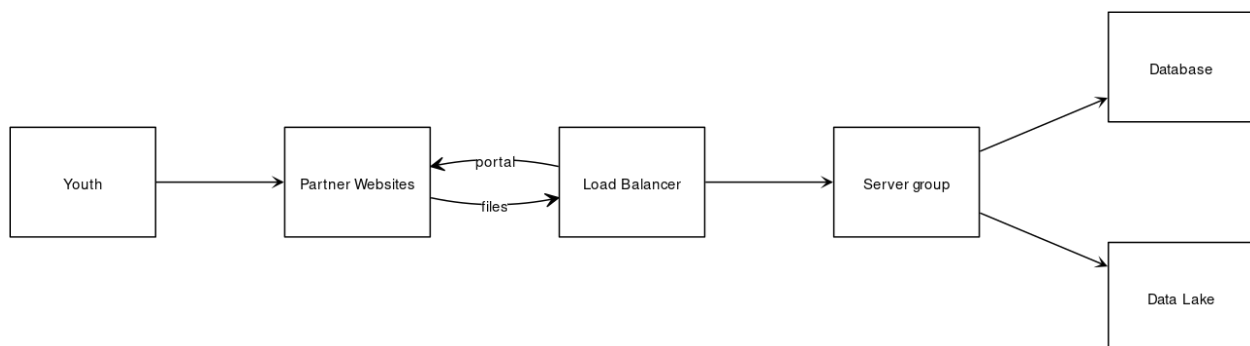 Database
Youth
Partner Websites
portal
files
Load Balancer
Server group
Data Lake